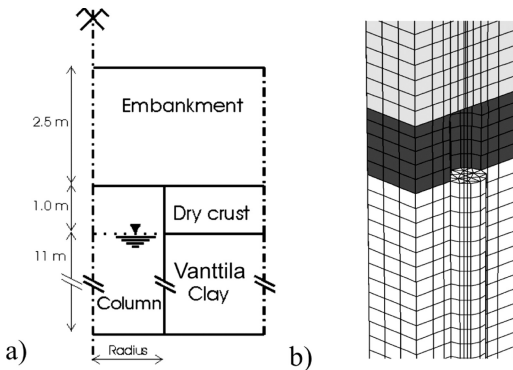 Embankment
2.5 m
1.0 m
Dry crust
11 m
Vanttila
Clay
Column
a)
Radius
b)